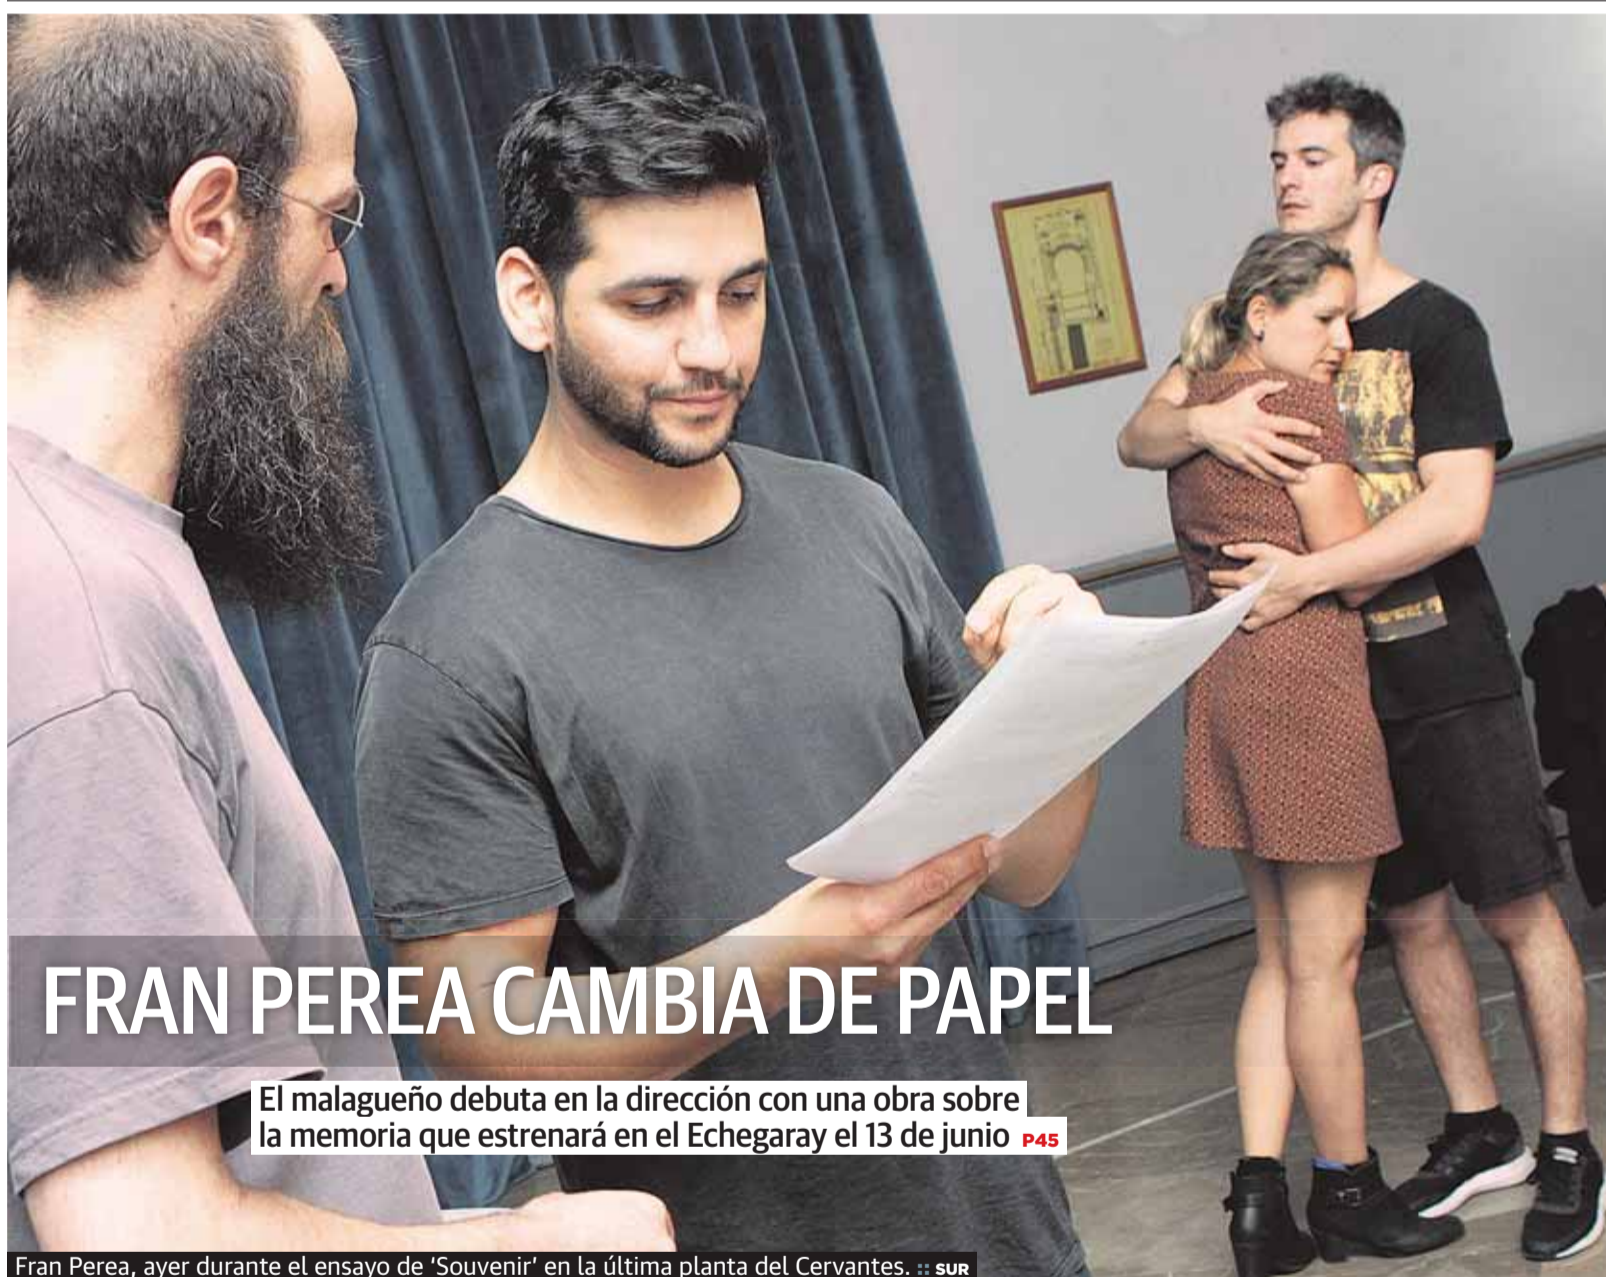 FRAN PEREA CAMBIA DE PAPEL
El malagueño debuta en la dirección con una obra sobre
la memoria que estrenará en el Echegaray el 13 de junio P45
Fran Perea, ayer durante el ensayo de 'Souvenir' en la última planta del Cervantes. :: SUR